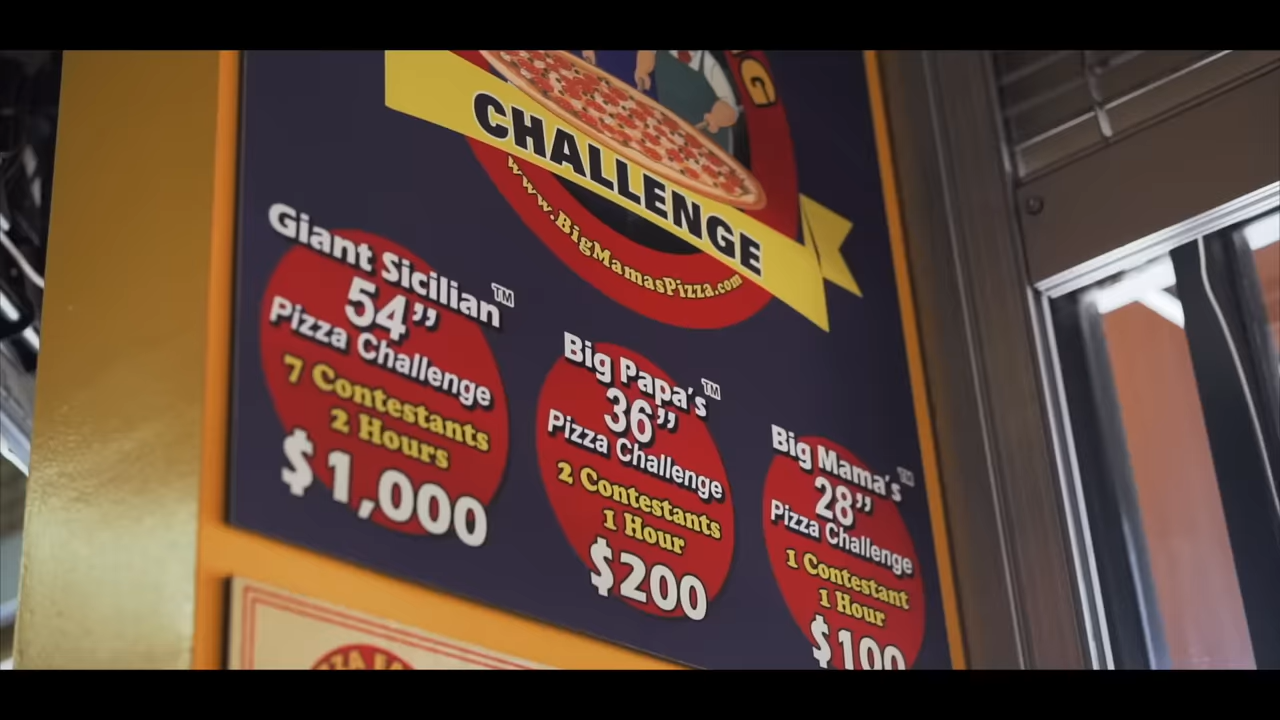 CHALLENGE
www.BigMamasPizza.com
Giant Sicilian™
54”
Pizza Challenge
7 Contestants
2 Hours
$1,000
Big Papa's™
36”
Pizza Challenge
2 Contestants
1 Hour
$200
Big Mama's™
28”
Pizza Challenge
1 Contestant
1 Hour
$100